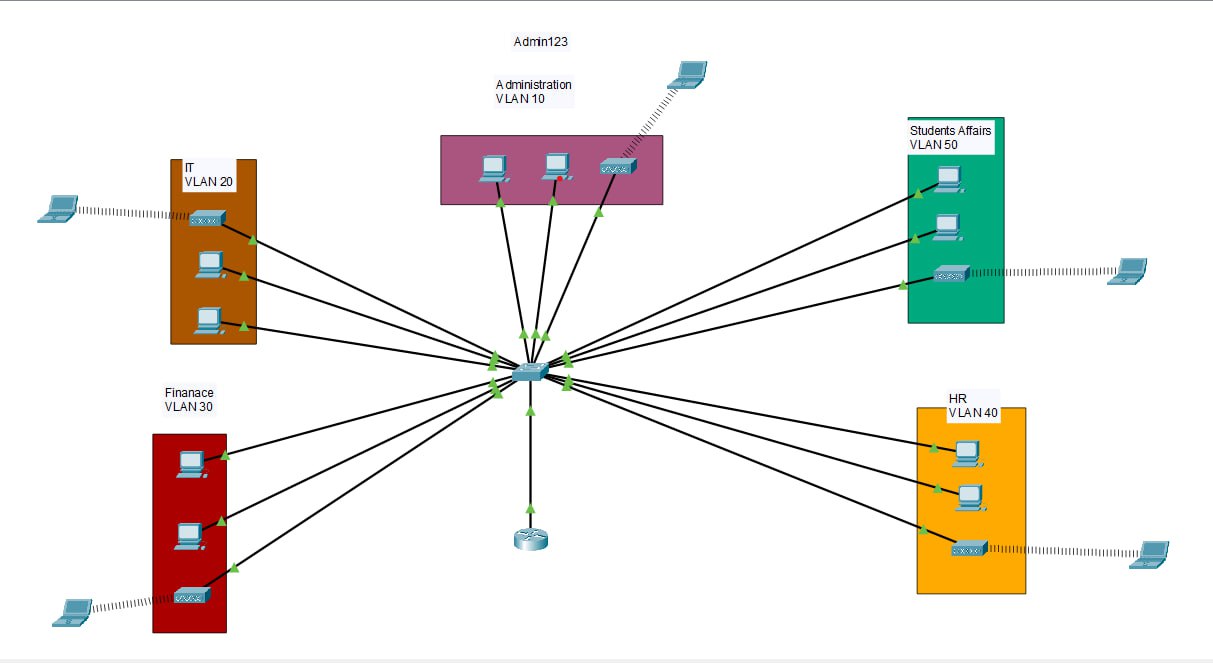 Admin123
Administration
VLAN 10
Students Affairs
VLAN 50
IT
VLAN 20
Finanace
VLAN 30
HR
VLAN 40